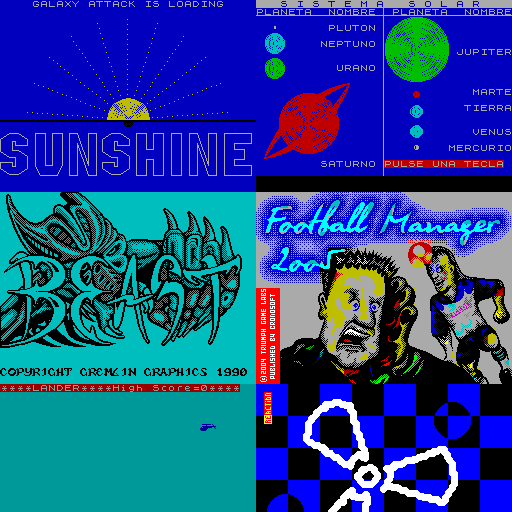 GALAXY ATTACK IS LOADING
SUNSHINE
SISTEMA SOLAR
PLANETA NOMBRE PLANETA NOMBRE
PLUTON
NEPTUNO
URANO
SATURNO
JUPITER
MARTE
TIERRA
VENUS
MERCURIO
PULSE UNA TECLA
BEAST
COPYRIGHT GREMLIN GRAPHICS 1990
Football Manager
2005
© 2004 TRIUMPH GAME LABS
PUBLISHED BY CRONOSOFT
****LANDER****High Score=0****
REACTION